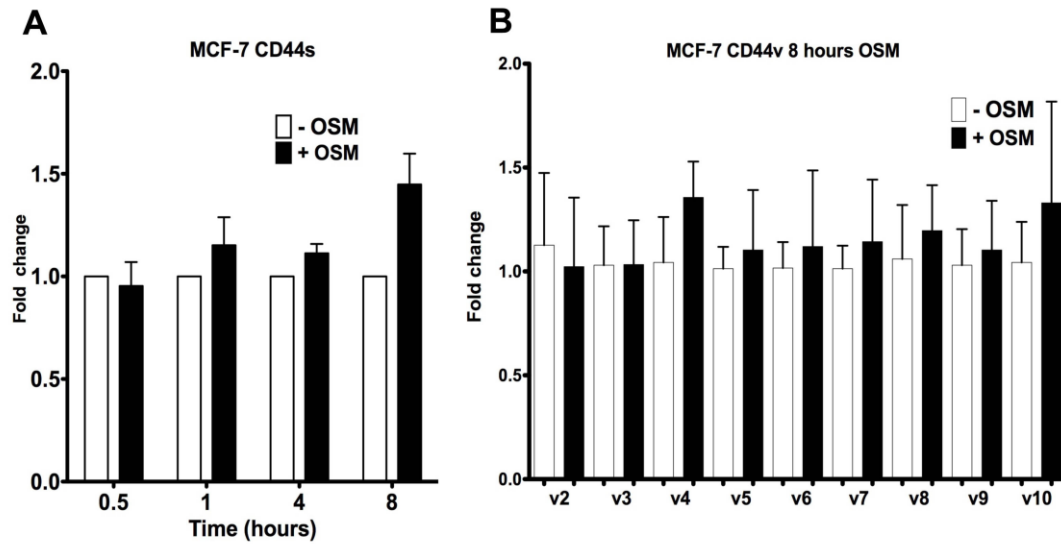 A
MCF-7 CD44s
2.0
1.5
1.0
0.5
0.0
Fold change
- OSM
+ OSM
0.5 1 4 8
Time (hours)
B
MCF-7 CD44v 8 hours OSM
2.0
1.5
1.0
0.5
0.0
Fold change
- OSM
+ OSM
v2 v3 v4 v5 v6 v7 v8 v9 v10